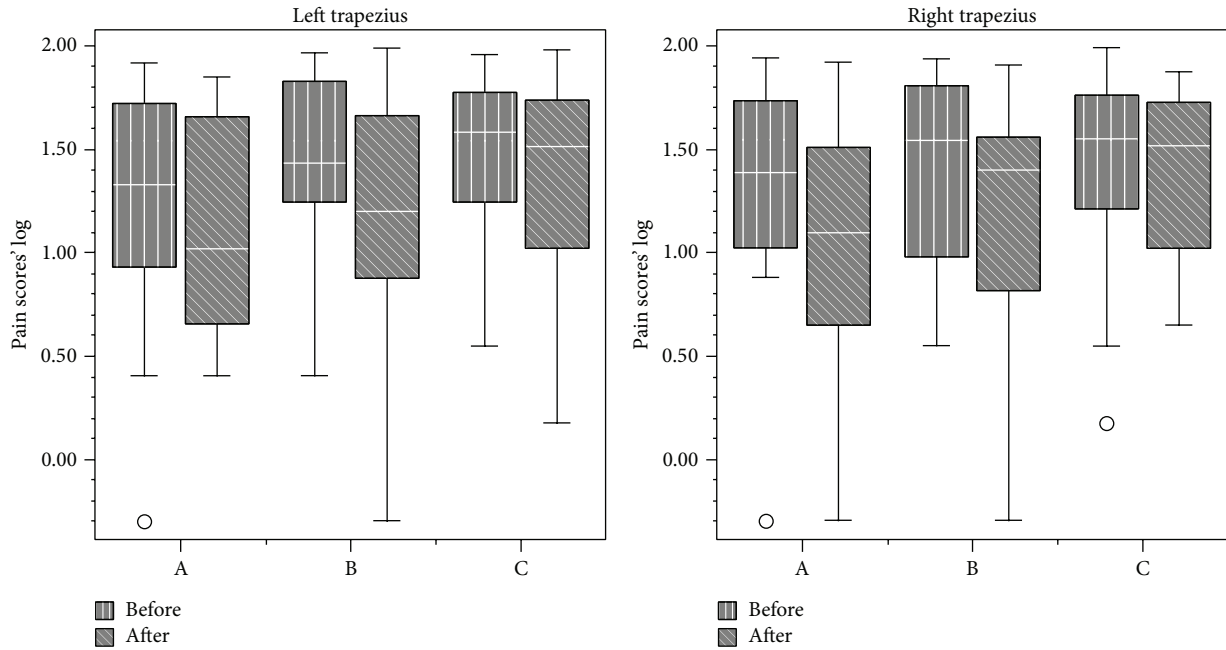 Left trapezius
Pain scores' log
2.00
1.50
1.00
0.50
0.00
A B C
Before
After
Right trapezius
Pain scores' log
2.00
1.50
1.00
0.50
0.00
A B C
Before
After